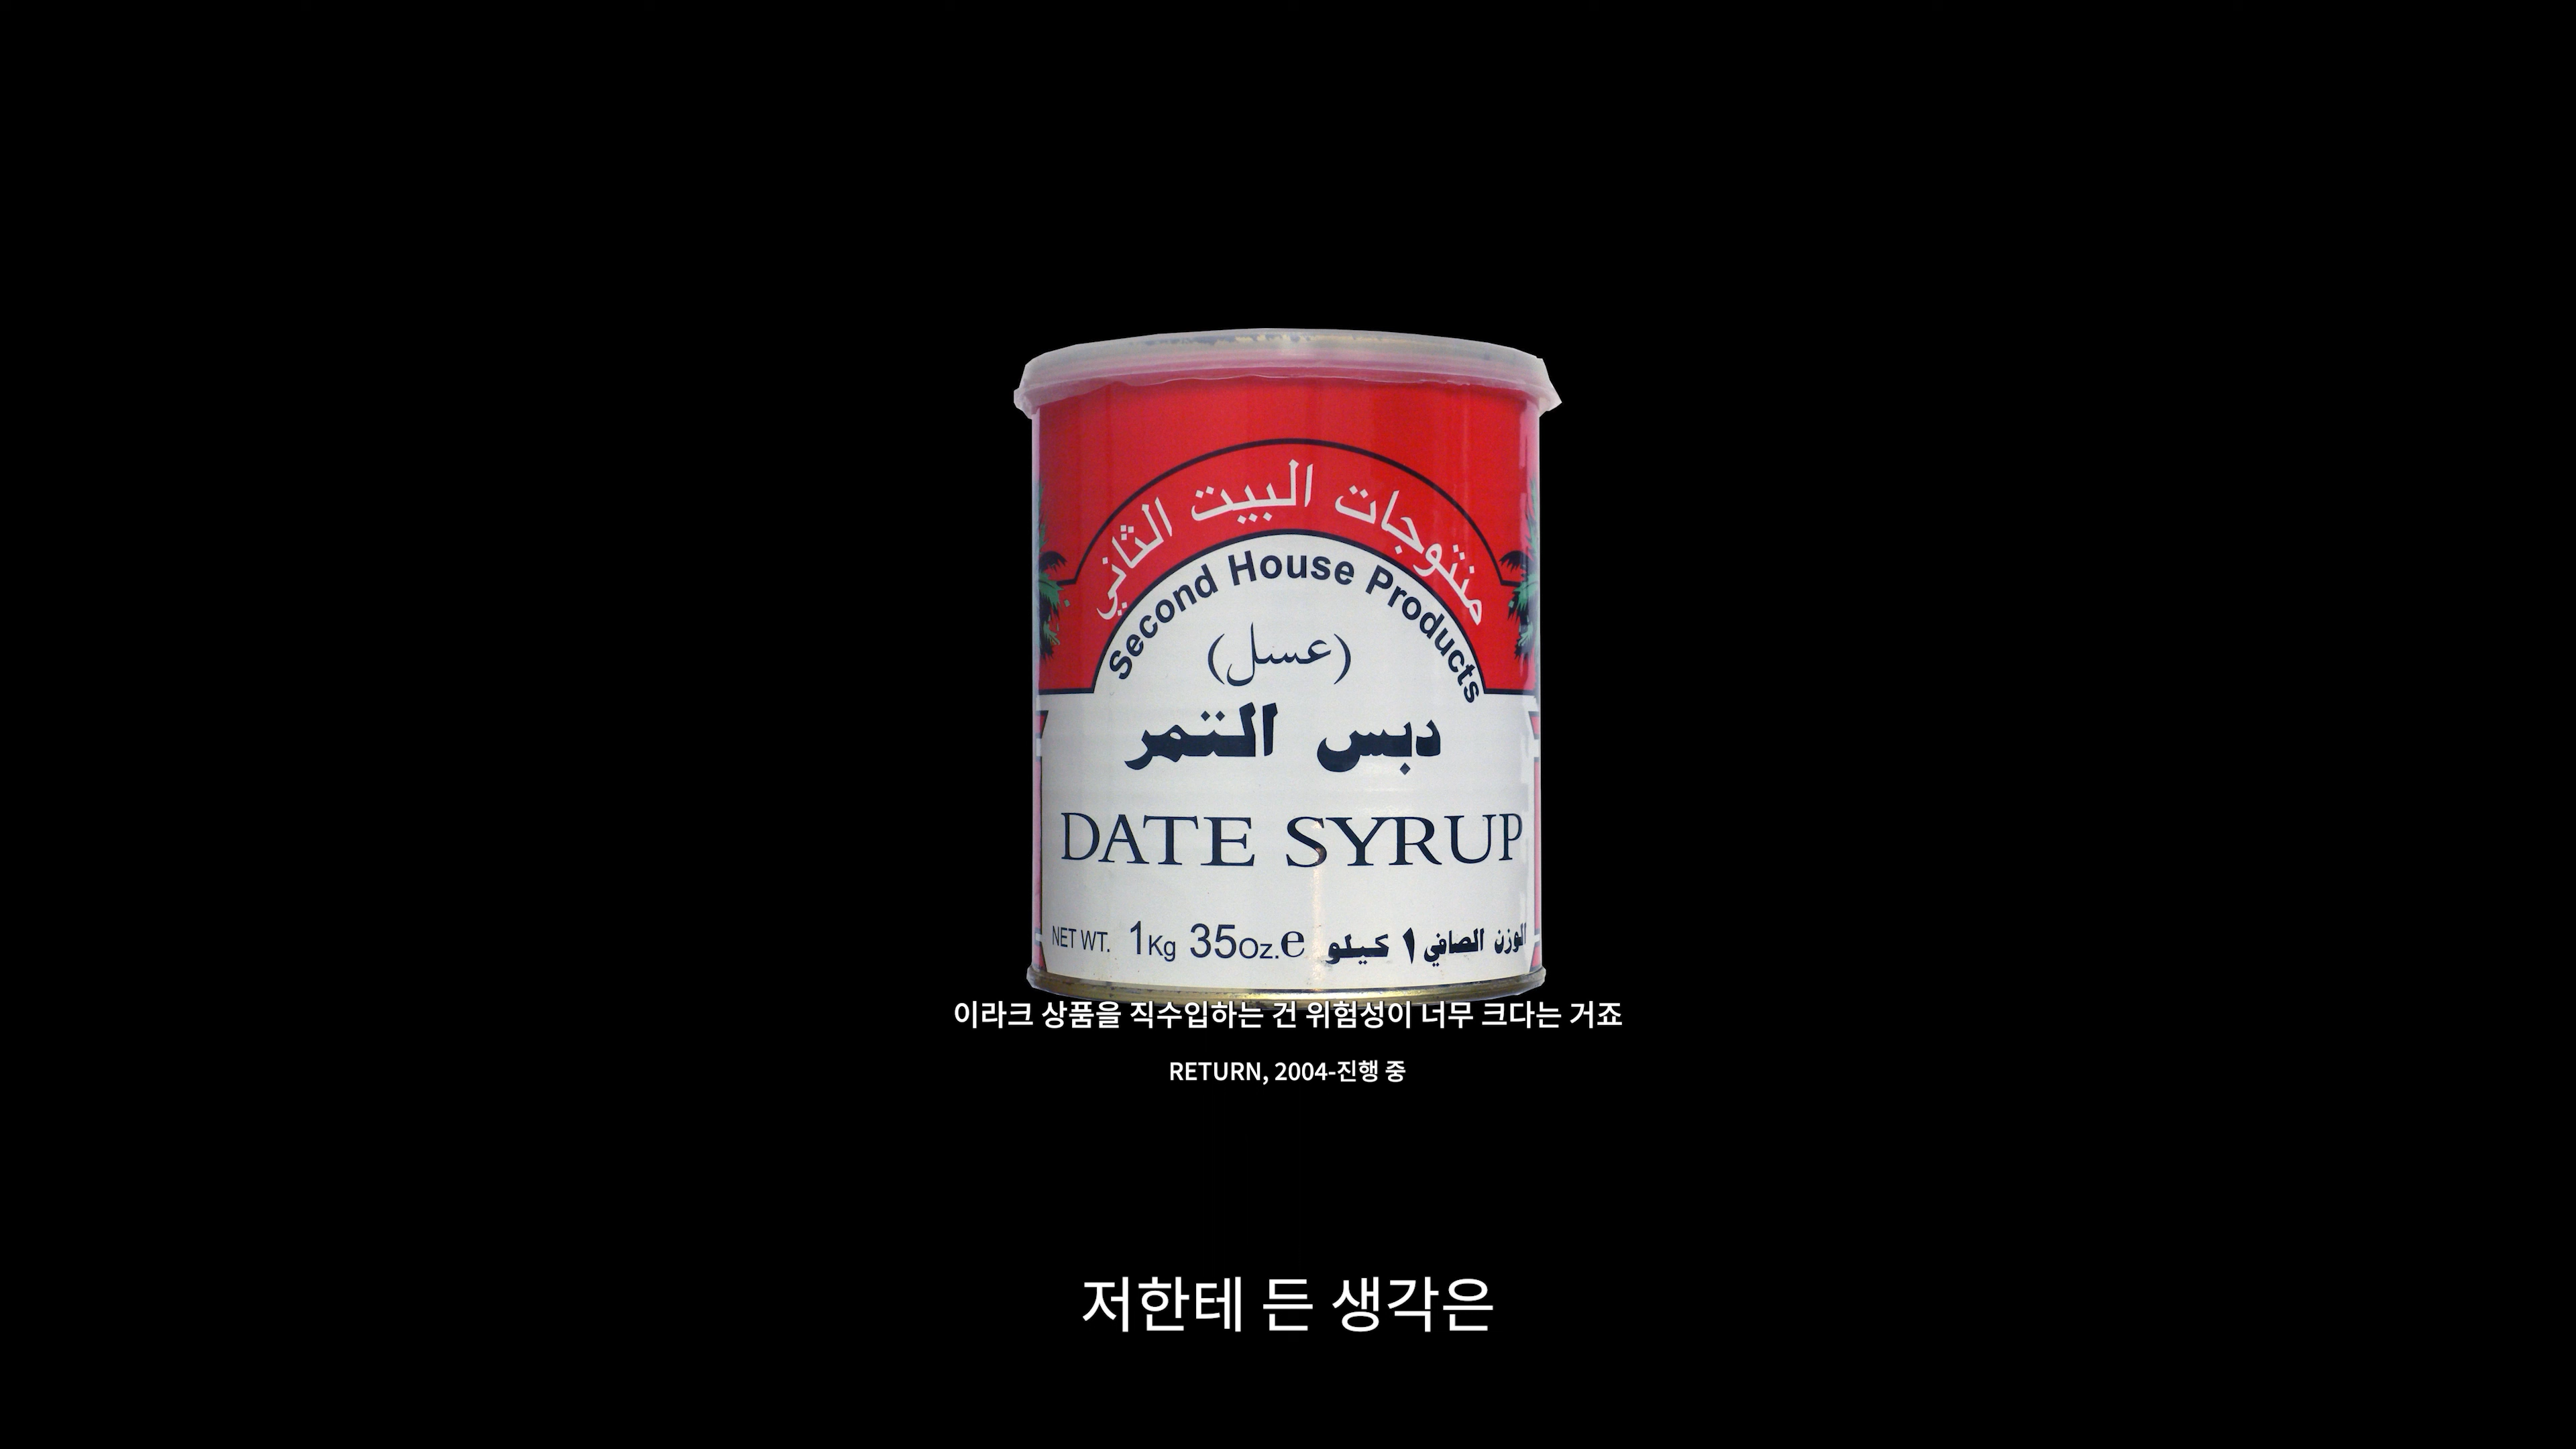 منتوجات البيت الثاني
Second House Products
(عسل)
دبس التمر
DATE SYRUP
NET WT. 1Kg 35Oz.e الوزن الصافي ١ كيلو
이라크 상품을 직수입하는 건 위험성이 너무 크다는 거죠
RETURN, 2004-진행 중
저한테 든 생각은